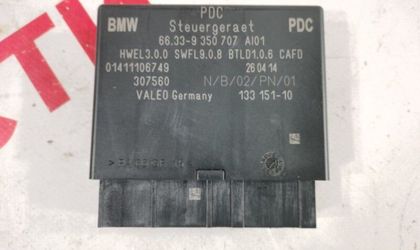 PDC
BMW Steuergeraet PDC
66.33-9 350 707 AI01
HWEL3.0.0 SWFL9.0.8 BTLD1.0.6 CAFD
01411106749 26.04.14
307560 N/B/02/PN/01
VALEO Germany 133 151-10